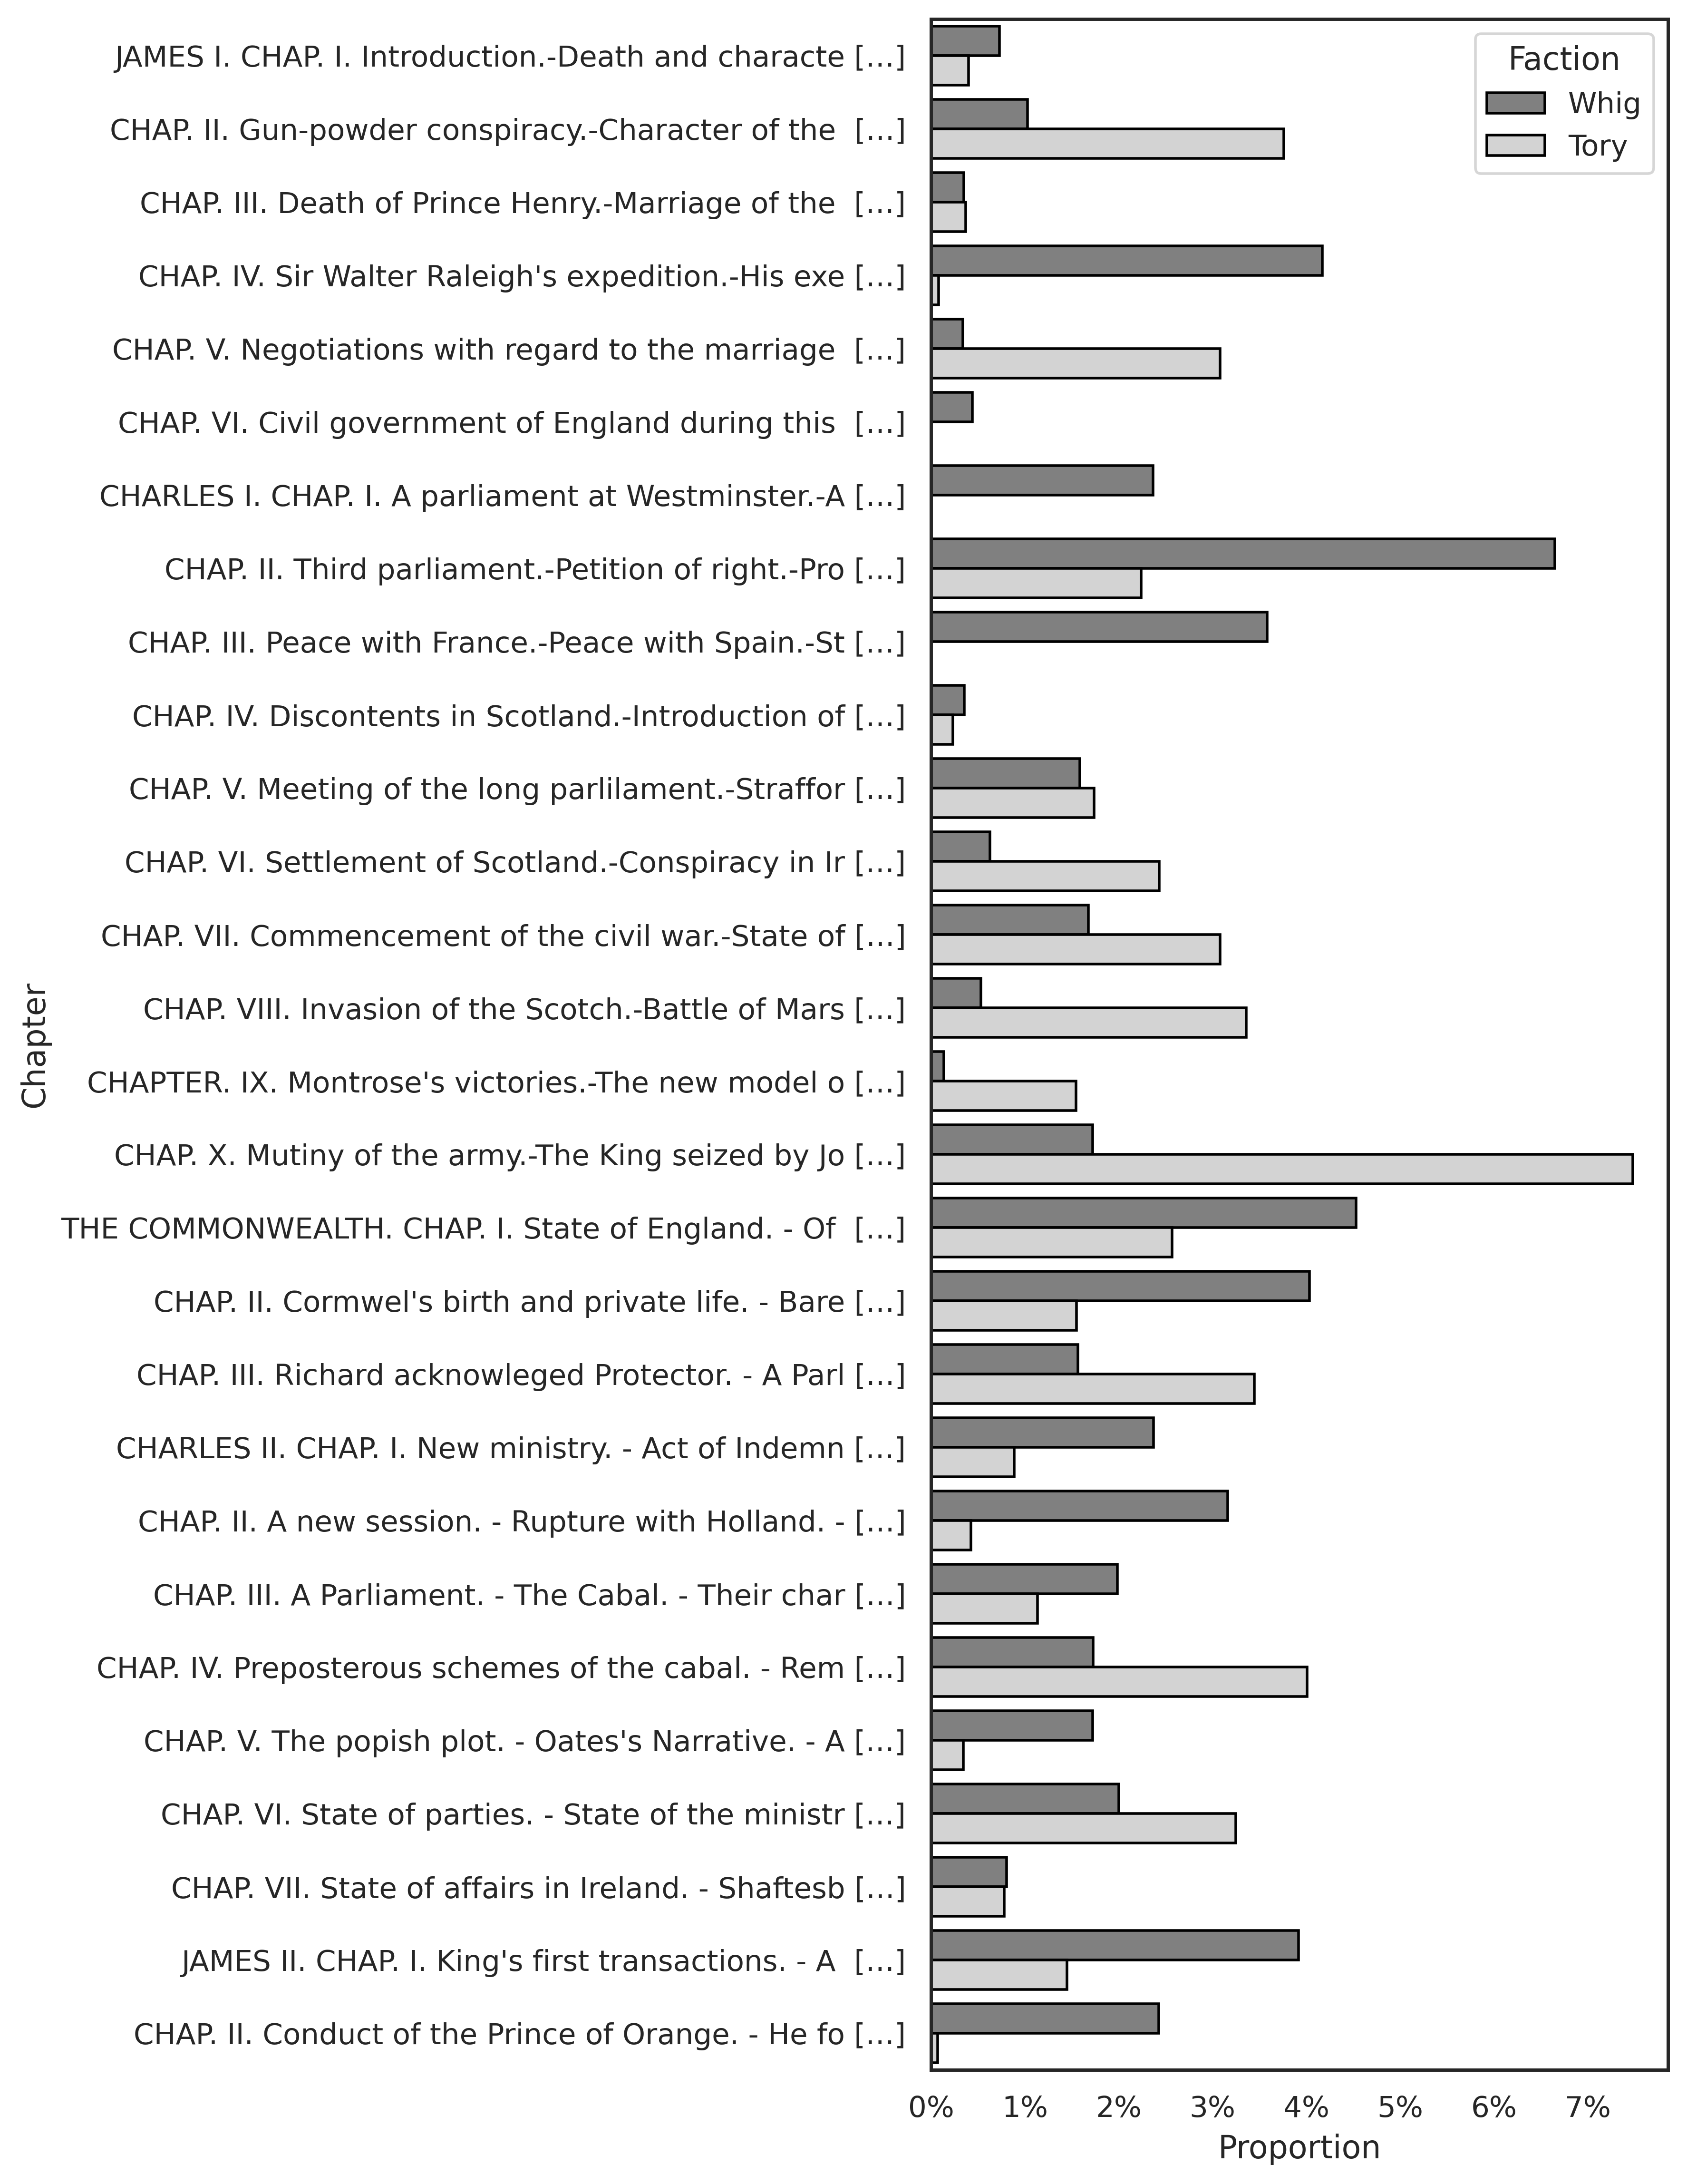 JAMES I. CHAP. I. Introduction.-Death and characte [...]
CHAP. II. Gun-powder conspiracy.-Character of the  [...]
CHAP. III. Death of Prince Henry.-Marriage of the  [...]
CHAP. IV. Sir Walter Raleigh's expedition.-His exe [...]
CHAP. V. Negotiations with regard to the marriage  [...]
CHAP. VI. Civil government of England during this  [...]
CHARLES I. CHAP. I. A parliament at Westminster.-A [...]
CHAP. II. Third parliament.-Petition of right.-Pro [...]
CHAP. III. Peace with France.-Peace with Spain.-St [...]
CHAP. IV. Discontents in Scotland.-Introduction of [...]
CHAP. V. Meeting of the long parlilament.-Straffor [...]
CHAP. VI. Settlement of Scotland.-Conspiracy in Ir [...]
CHAP. VII. Commencement of the civil war.-State of [...]
CHAP. VIII. Invasion of the Scotch.-Battle of Mars [...]
CHAPTER. IX. Montrose's victories.-The new model o [...]
CHAP. X. Mutiny of the army.-The King seized by Jo [...]
THE COMMONWEALTH. CHAP. I. State of England. - Of  [...]
CHAP. II. Cormwel's birth and private life. - Bare [...]
CHAP. III. Richard acknowleged Protector. - A Parl [...]
CHARLES II. CHAP. I. New ministry. - Act of Indemn [...]
CHAP. II. A new session. - Rupture with Holland. - [...]
CHAP. III. A Parliament. - The Cabal. - Their char [...]
CHAP. IV. Preposterous schemes of the cabal. - Rem [...]
CHAP. V. The popish plot. - Oates's Narrative. - A [...]
CHAP. VI. State of parties. - State of the ministr [...]
CHAP. VII. State of affairs in Ireland. - Shaftesb [...]
JAMES II. CHAP. I. King's first transactions. - A  [...]
CHAP. II. Conduct of the Prince of Orange. - He fo [...]
Chapter
Faction
Whig
Tory
0% 1% 2% 3% 4% 5% 6% 7%
Proportion